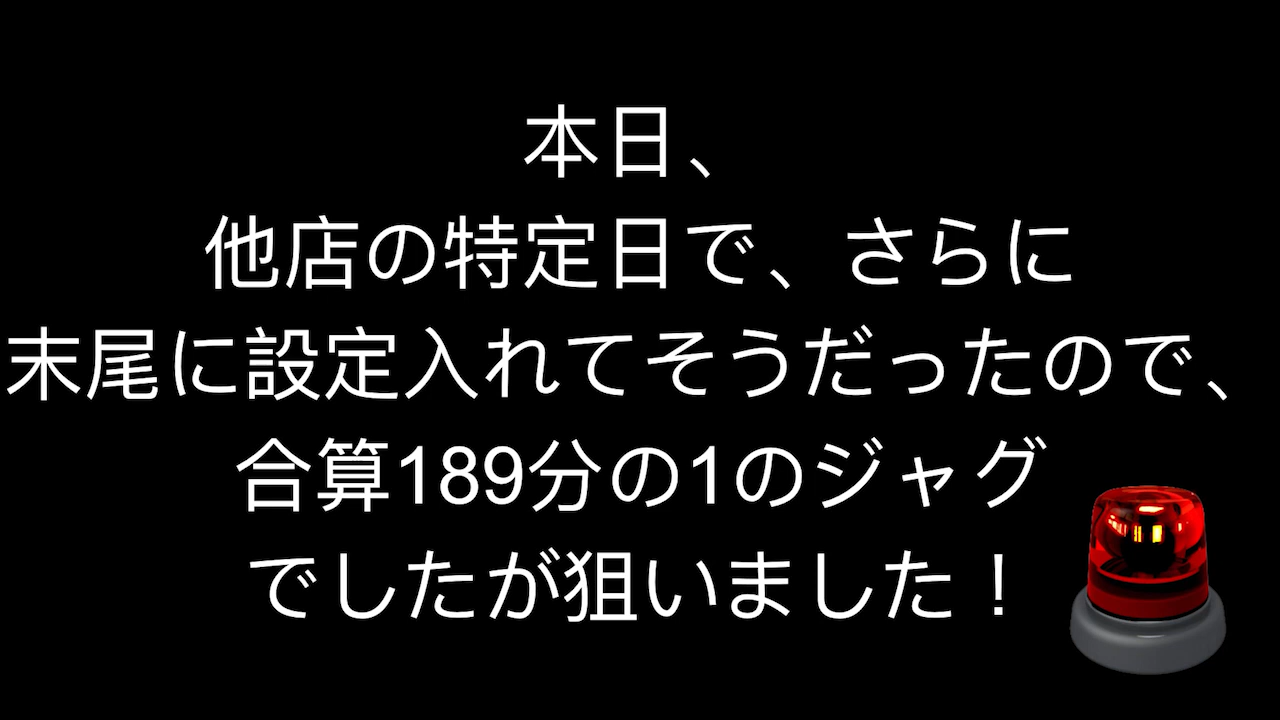 本日、
他店の特定日で、さらに
末尾に設定入れてそうだったので、
合算189分の1のジャグ
でしたが狙いました！